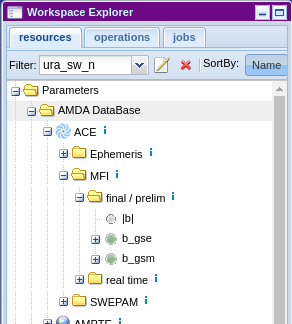 Workspace Explorer
resources operations jobs
Filter: ura_sw_n SortBy: Name
Parameters
AMDA DataBase
ACE i
Ephemeris i
MFI i
final / prelim i
|b|
b_gse
b_gsm
real time i
SWEPAM i
AMPTE i